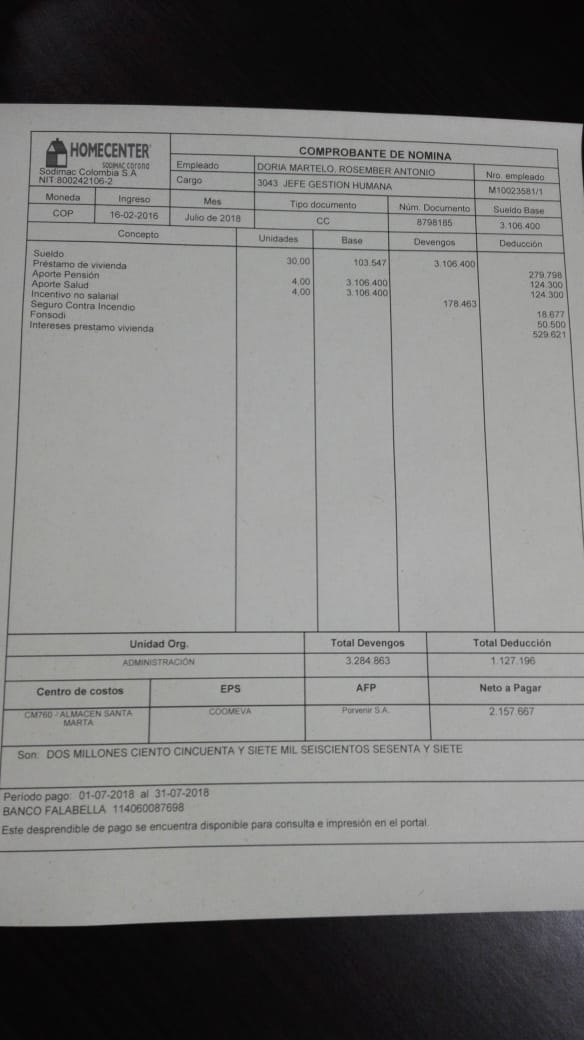 HOMECENTER
SODIMAC corona
Sodimac Colombia S.A
NIT 800242106-2
COMPROBANTE DE NOMINA
Empleado DORIA MARTELO, ROSEMBER ANTONIO Nro. empleado
Cargo 3043 JEFE GESTION HUMANA M10023581/1
Moneda Ingreso Mes Tipo documento Núm. Documento Sueldo Base
COP 16-02-2016 Julio de 2018 CC 8798185 3.106.400
Concepto Unidades Base Devengos Deducción
Sueldo 30,00 103.547 3.106.400
Préstamo de vivienda 279.798
Aporte Pensión 4,00 3.106.400 124.300
Aporte Salud 4,00 3.106.400 124.300
Incentivo no salarial 178.463
Seguro Contra Incendio 18.677
Fonsodi 50.500
Intereses prestamo vivienda 529.621
Unidad Org. Total Devengos Total Deducción
ADMINISTRACIÓN 3.284.863 1.127.196
Centro de costos EPS AFP Neto a Pagar
CM760 - ALMACEN SANTA MARTA COOMEVA Porvenir S.A. 2.157.667
Son: DOS MILLONES CIENTO CINCUENTA Y SIETE MIL SEISCIENTOS SESENTA Y SIETE
Periodo pago: 01-07-2018 al 31-07-2018
BANCO FALABELLA 114060087698
Este desprendible de pago se encuentra disponible para consulta e impresión en el portal.